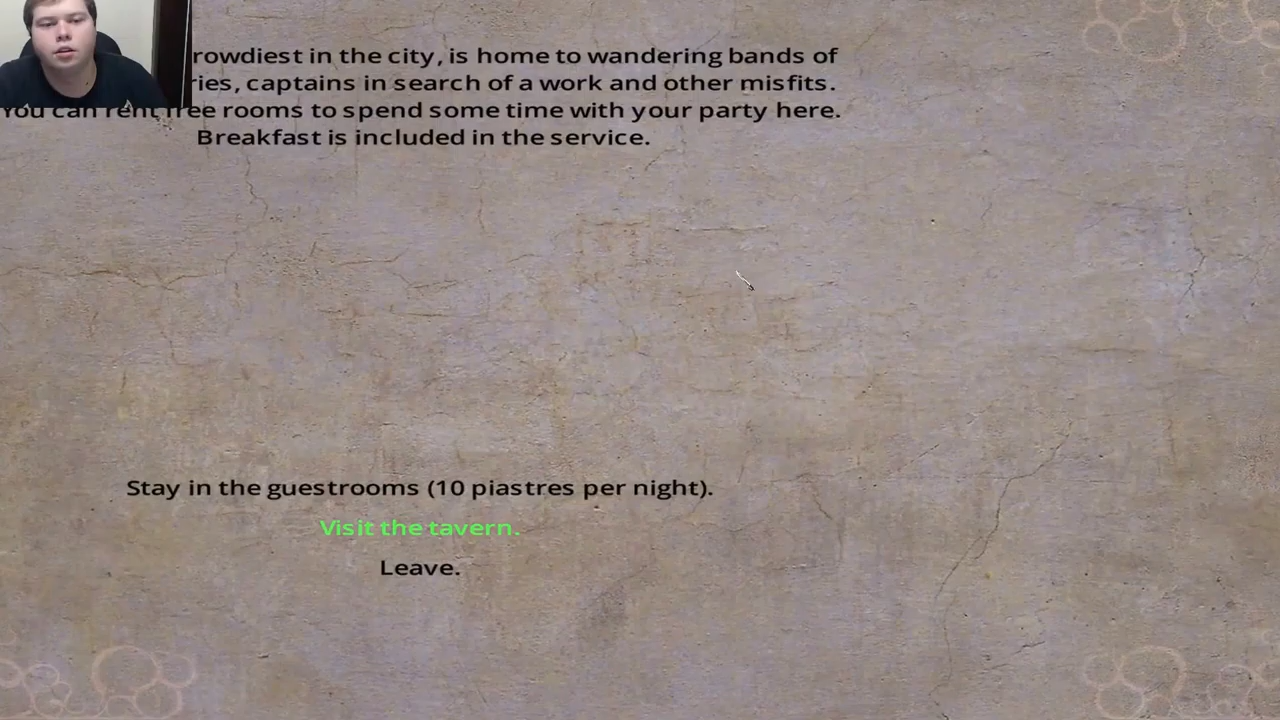 rowdiest in the city, is home to wandering bands of
ries, captains in search of a work and other misfits.
You can rent free rooms to spend some time with your party here.
Breakfast is included in the service.
Stay in the guestrooms (10 piastres per night).
Visit the tavern.
Leave.